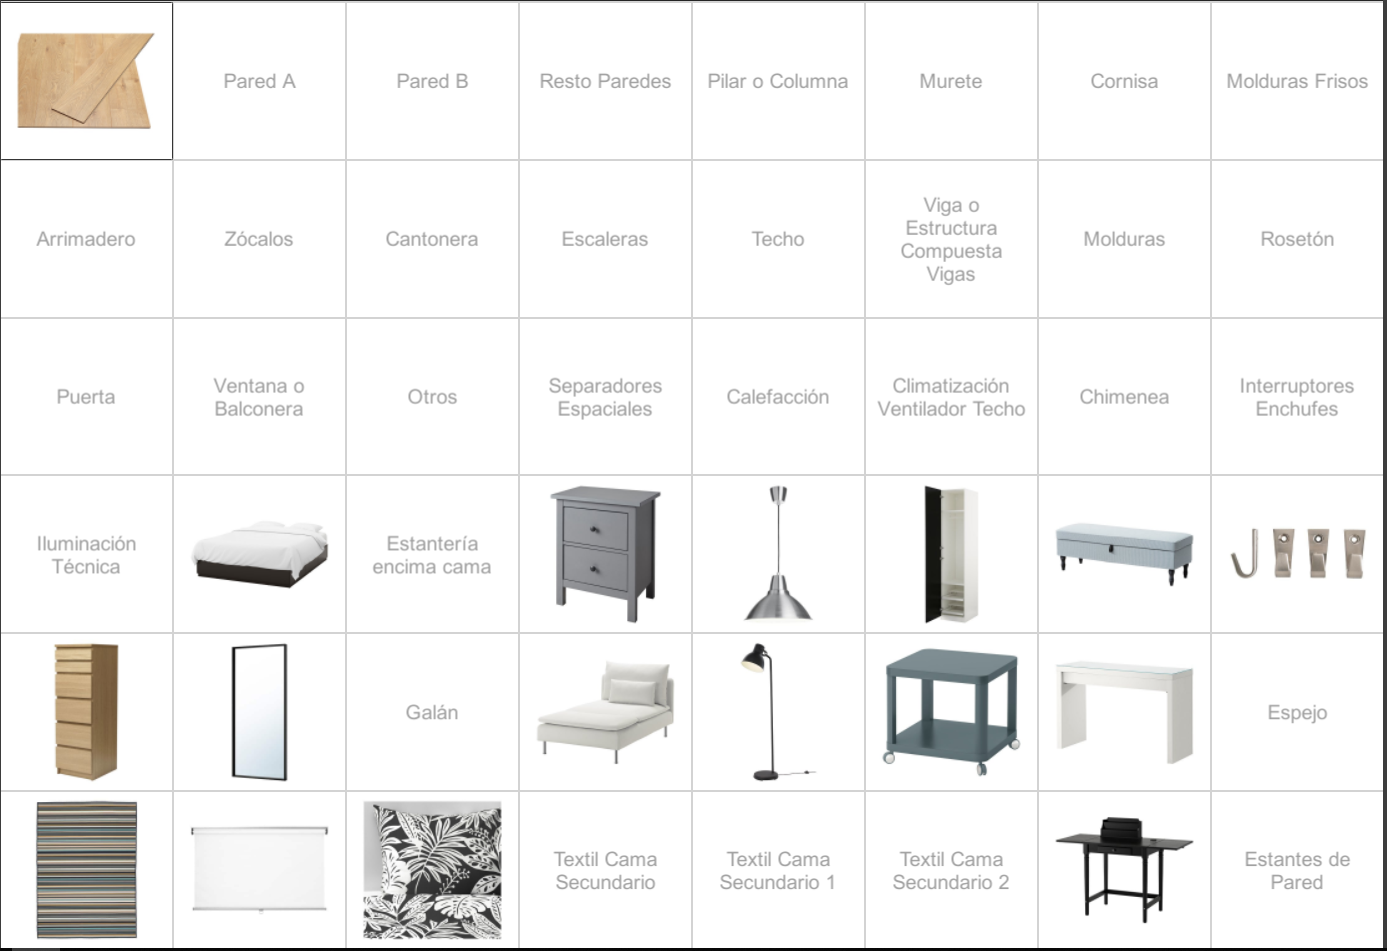 Pared A
Pared B
Resto Paredes
Pilar o Columna
Murete
Cornisa
Molduras Frisos
Arrimadero
Zócalos
Cantonera
Escaleras
Techo
Viga o
Estructura
Compuesta
Vigas
Molduras
Rosetón
Puerta
Ventana o
Balconera
Otros
Separadores
Espaciales
Calefacción
Climatización
Ventilador Techo
Chimenea
Interruptores
Enchufes
Iluminación
Técnica
Estantería
encima cama
Galán
Espejo
Textil Cama
Secundario
Textil Cama
Secundario 1
Textil Cama
Secundario 2
Estantes de
Pared